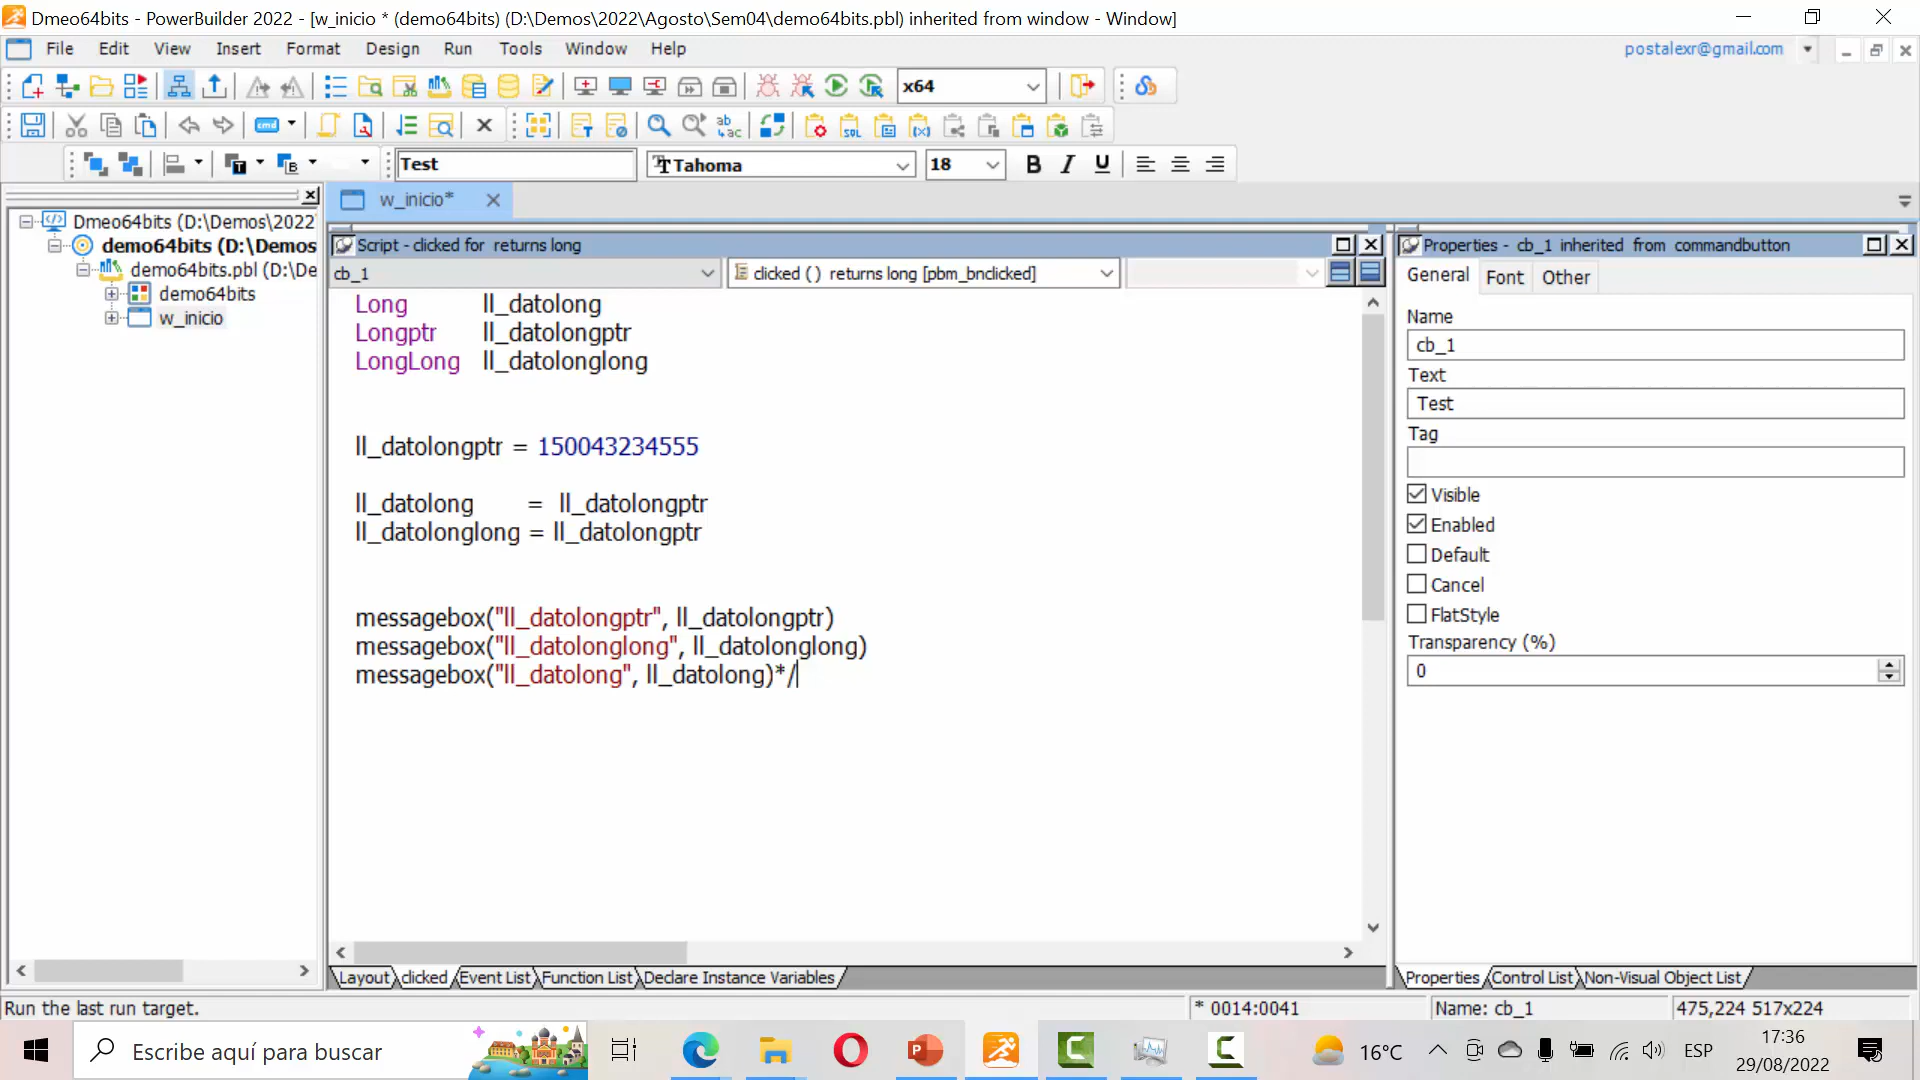 Dmeo64bits - PowerBuilder 2022 - [w_inicio * (demo64bits) (D:\Demos\2022\Agosto\Sem04\demo64bits.pbl) inherited from window - Window]
File Edit View Insert Format Design Run Tools Window Help
postalexr@gmail.com
x64
Test
Tahoma
18
B I U
w_inicio*
Dmeo64bits (D:\Demos\2022
demo64bits (D:\Demos
demo64bits.pbl (D:\De
demo64bits
w_inicio
Script - clicked for returns long
cb_1
clicked ( ) returns long [pbm_bnclicked]
Long ll_datolong
Longptr ll_datolongptr
LongLong ll_datolonglong
ll_datolongptr = 150043234555
ll_datolong = ll_datolongptr
ll_datolonglong = ll_datolongptr
messagebox("ll_datolongptr", ll_datolongptr)
messagebox("ll_datolonglong", ll_datolonglong)
messagebox("ll_datolong", ll_datolong)*/
Layout clicked Event List Function List Declare Instance Variables
Properties - cb_1 inherited from commandbutton
General Font Other
Name
cb_1
Text
Test
Tag
Visible
Enabled
Default
Cancel
FlatStyle
Transparency (%)
0
Properties Control List Non-Visual Object List
Run the last run target.
* 0014:0041
Name: cb_1
475,224 517x224
Escribe aquí para buscar
16°C
ESP
17:36
29/08/2022